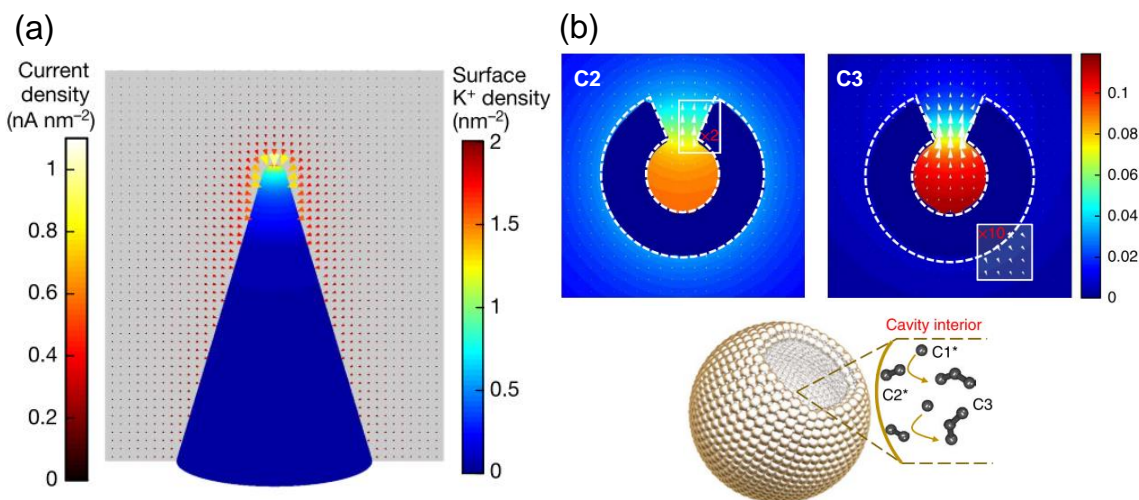 (a)
Current
density
(nA nm⁻²)
1
0.8
0.6
0.4
0.2
0
Surface
K⁺ density
(nm⁻²)
2
1.5
1
0.5
0
(b)
C2
×2
C3
×10
0.1
0.08
0.06
0.04
0.02
0
Cavity interior
C1*
C2*
C3